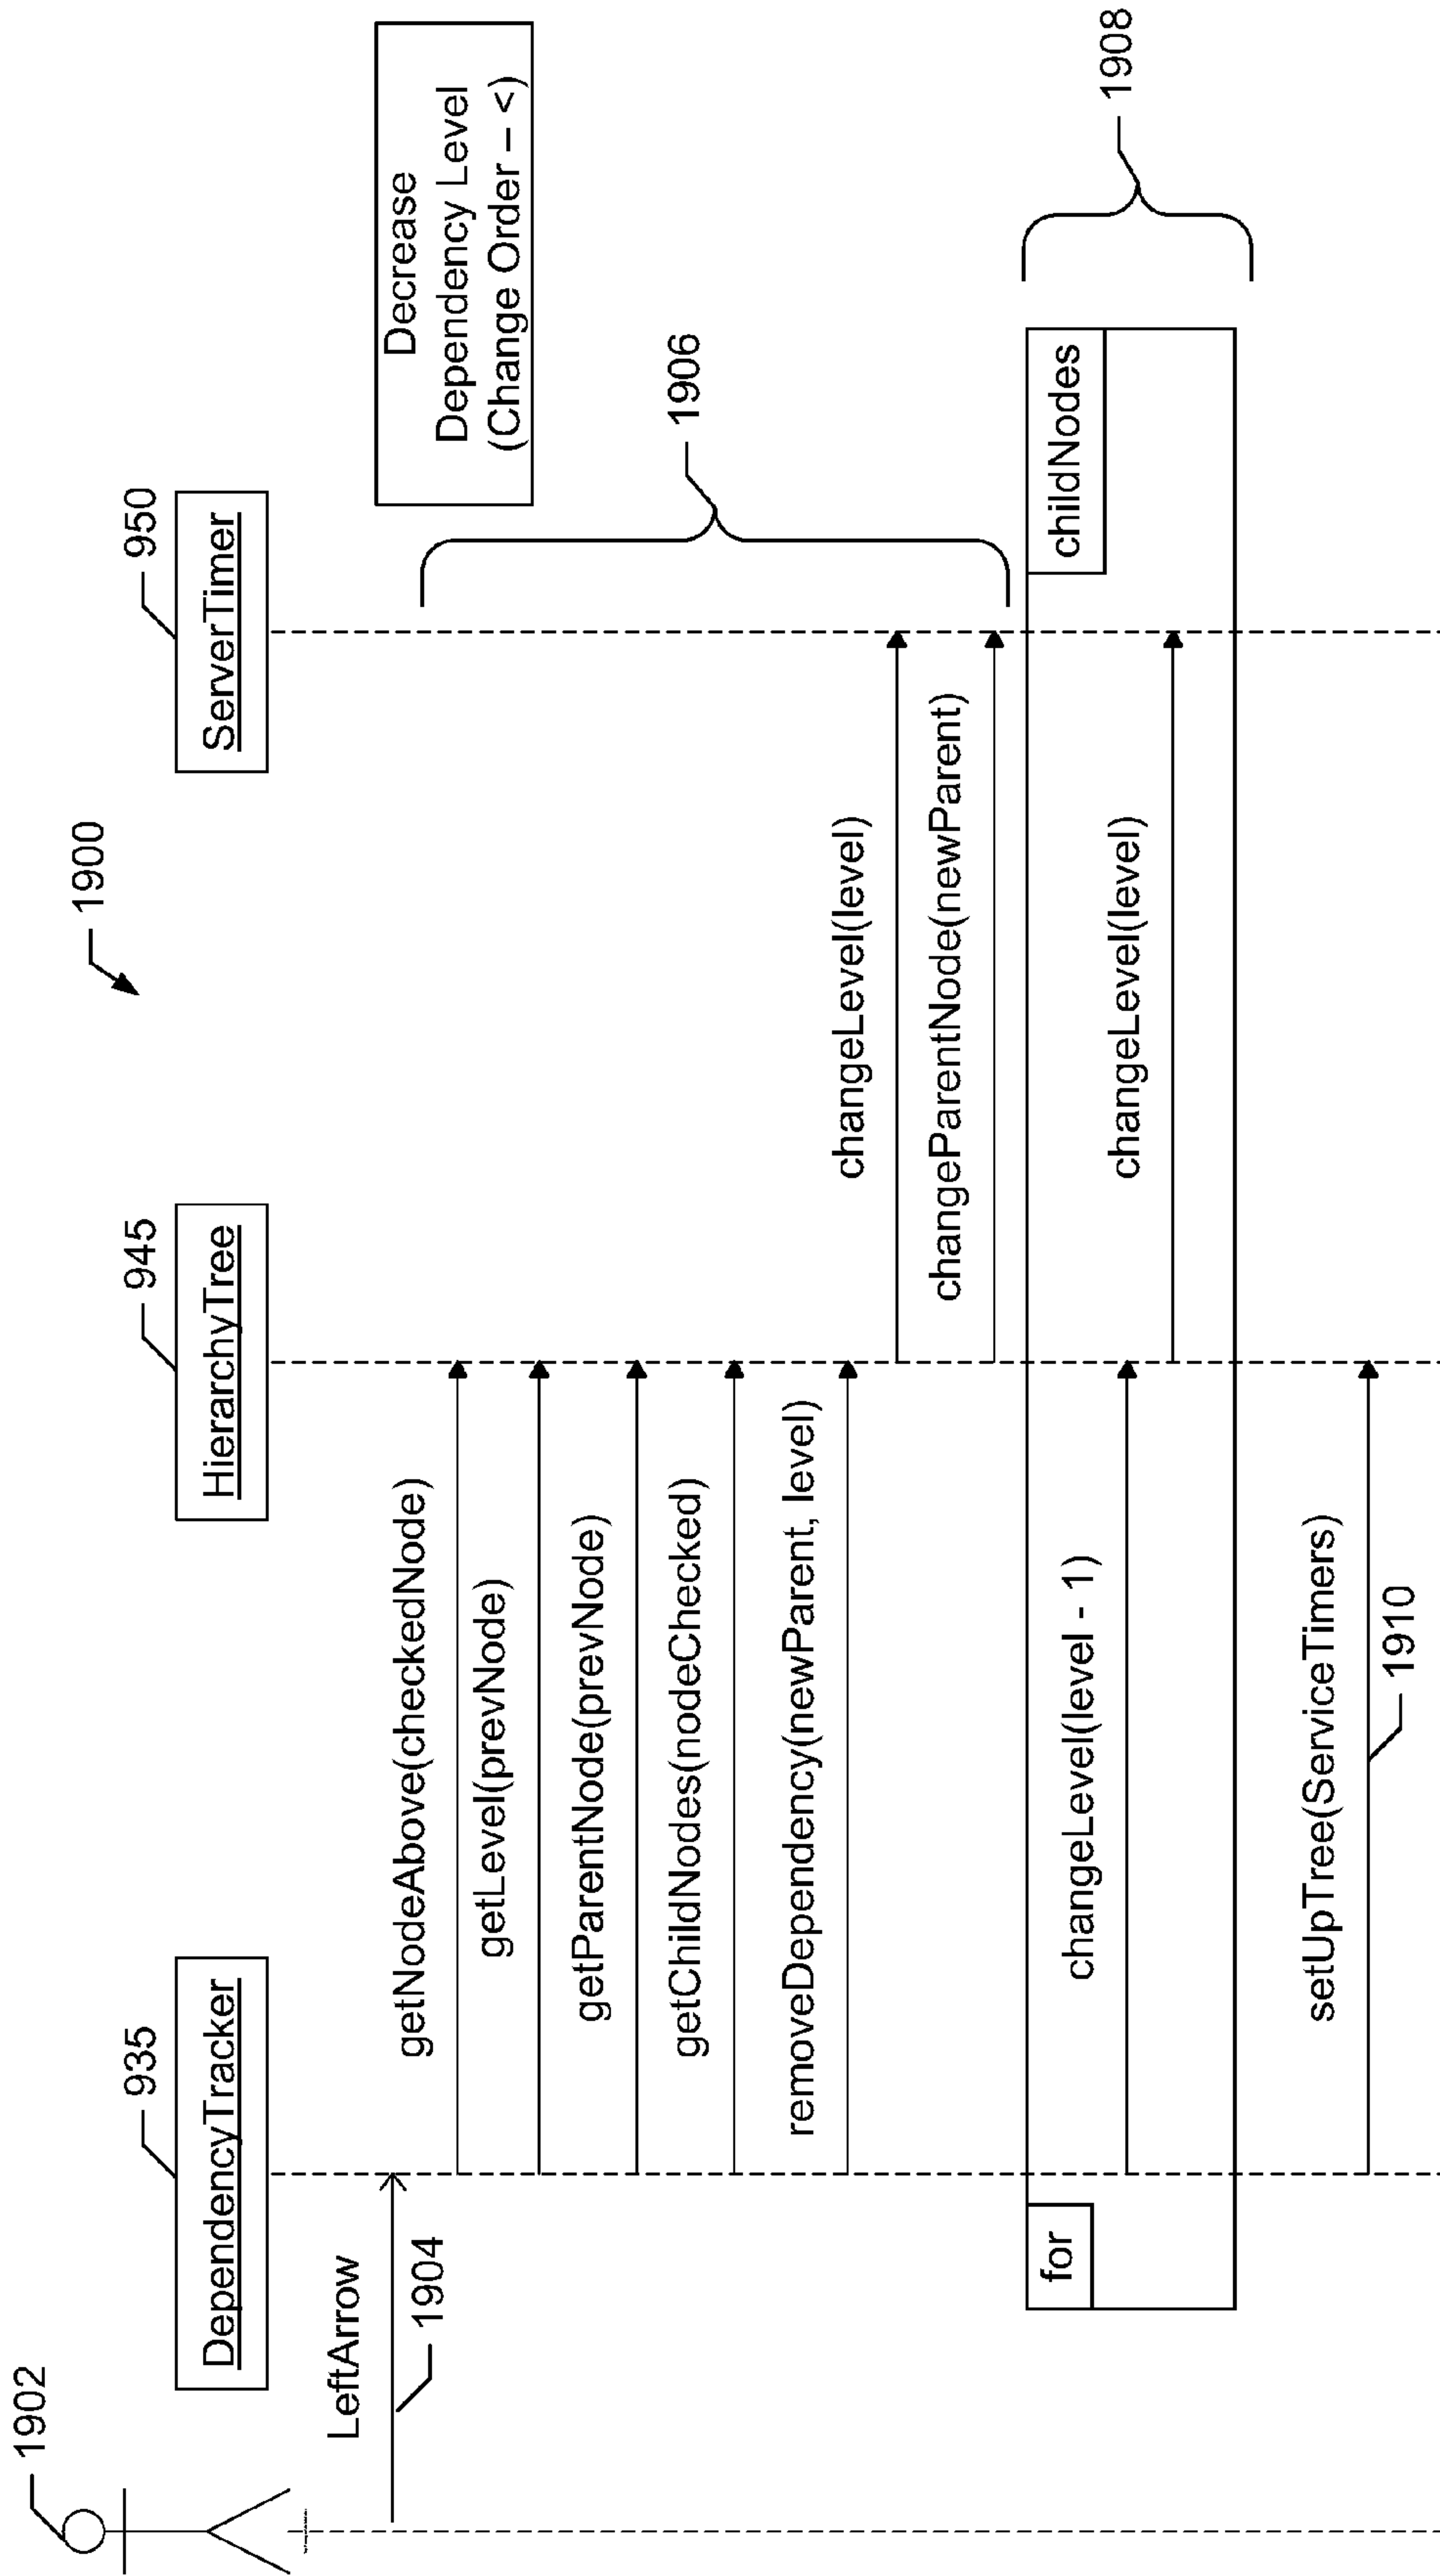 1900
1902
935
945
950
DependencyTracker
HierarchyTree
ServerTimer
Decrease
Dependency Level
(Change Order – <)
LeftArrow
1904
getNodeAbove(checkedNode)
getLevel(prevNode)
getParentNode(prevNode)
getChildNodes(nodeChecked)
removeDependency(newParent, level)
changeLevel(level)
changeParentNode(newParent)
1906
for
childNodes
changeLevel(level - 1)
changeLevel(level)
1908
setUpTree(ServiceTimers)
1910